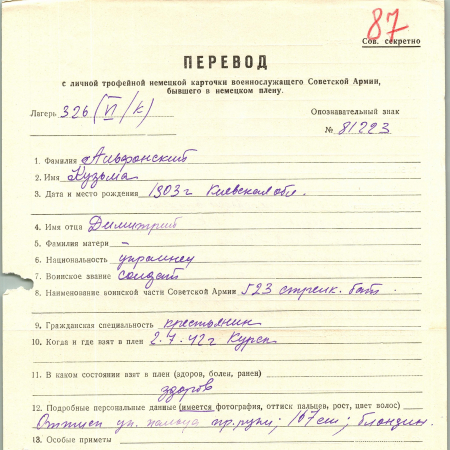 87
Сов. секретно
ПЕРЕВОД
с личной трофейной немецкой карточки военнослужащего Советской Армии,
бывшего в немецком плену.
Лагерь 326 (VI/К) Опознавательный знак
№ 81223
1. Фамилия Альфонский
2. Имя Кузьма
3. Дата и место рождения 1903 г Киевская обл.
4. Имя отца Димитрий
5. Фамилия матери –
6. Национальность украинец
7. Воинское звание солдат
8. Наименование воинской части Советской Армии 523 стрелк. бат.
9. Гражданская специальность крестьянин
10. Когда и где взят в плен 2.7.42 г Курск
11. В каком состоянии взят в плен (здоров, болен, ранен)
здоров
12. Подробные персональные данные (имеется фотография, оттиск пальцев, рост, цвет волос)
Оттиск ук. пальца пр. руки; 167 см; блондин.
13. Особые приметы